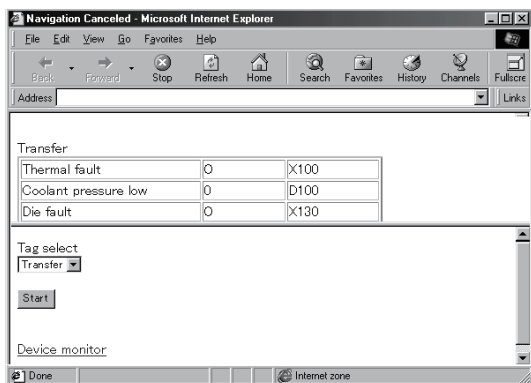 Navigation Canceled - Microsoft Internet Explorer
File Edit View Go Favorites Help
Back Forward Stop Refresh Home Search Favorites History Channels Fullscre
Address Links
Transfer
Thermal fault O X100
Coolant pressure low 0 D100
Die fault O X130
Tag select
Transfer
Start
Device monitor
Done Internet zone